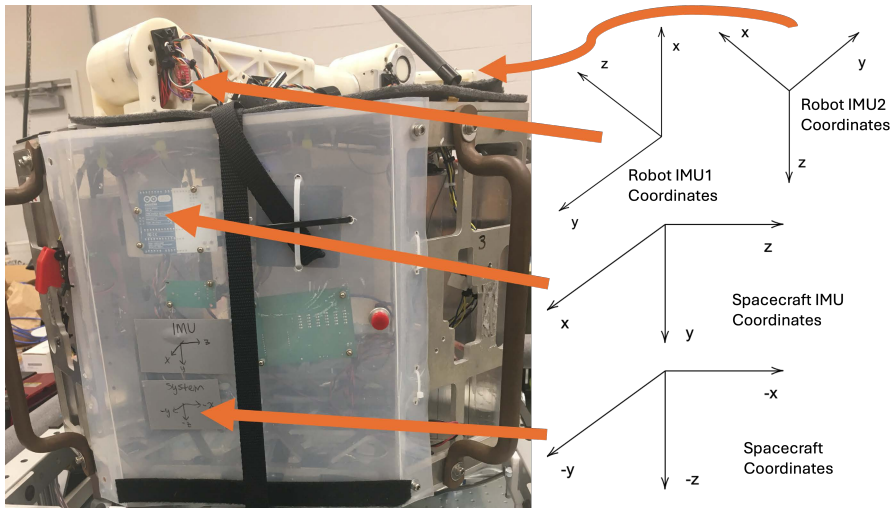 x
z
y
Robot IMU1
Coordinates
x
y
z
Robot IMU2
Coordinates
z
x
y
Spacecraft IMU
Coordinates
-x
-y
-z
Spacecraft
Coordinates
3
IMU
z
x
y
System
-x
-y
-z